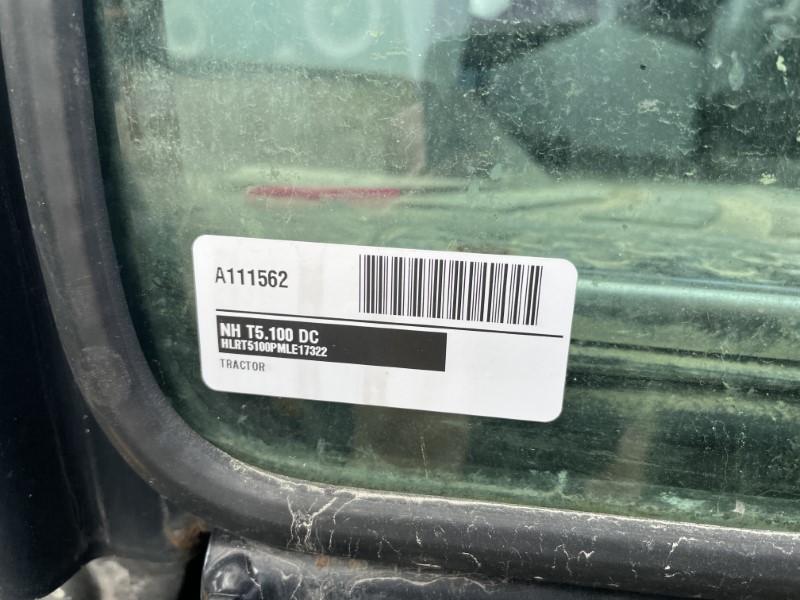 A111562
NH T5.100 DC
HLRT5100PMLE17322
TRACTOR